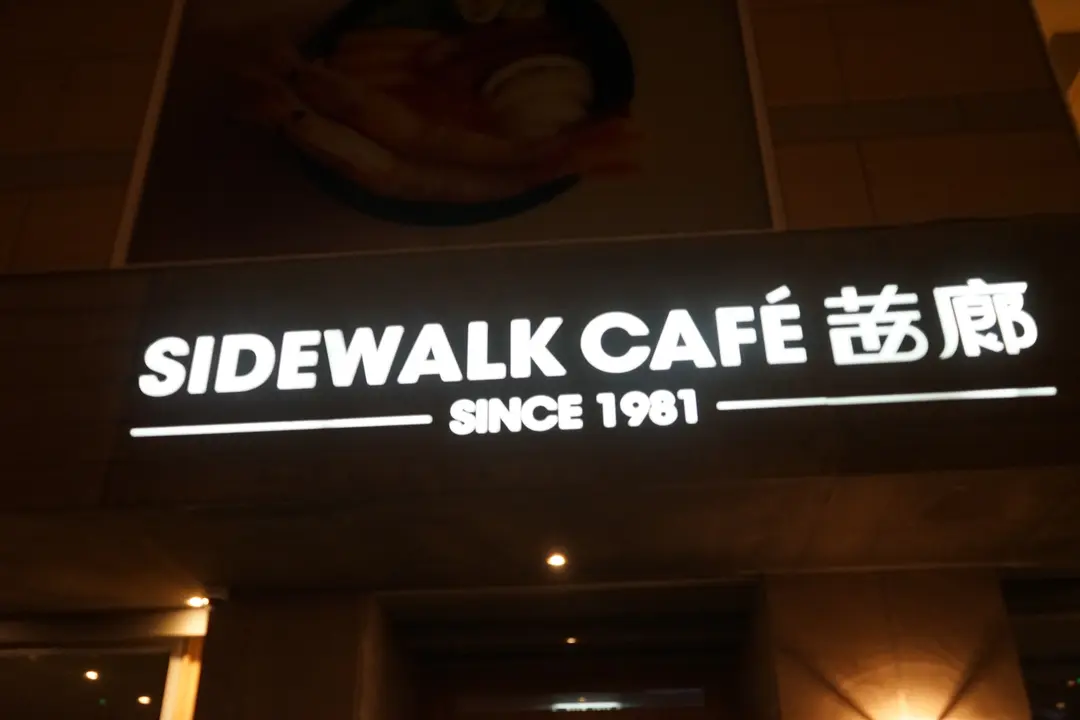 SIDEWALK CAFÉ 茜廊
SINCE 1981